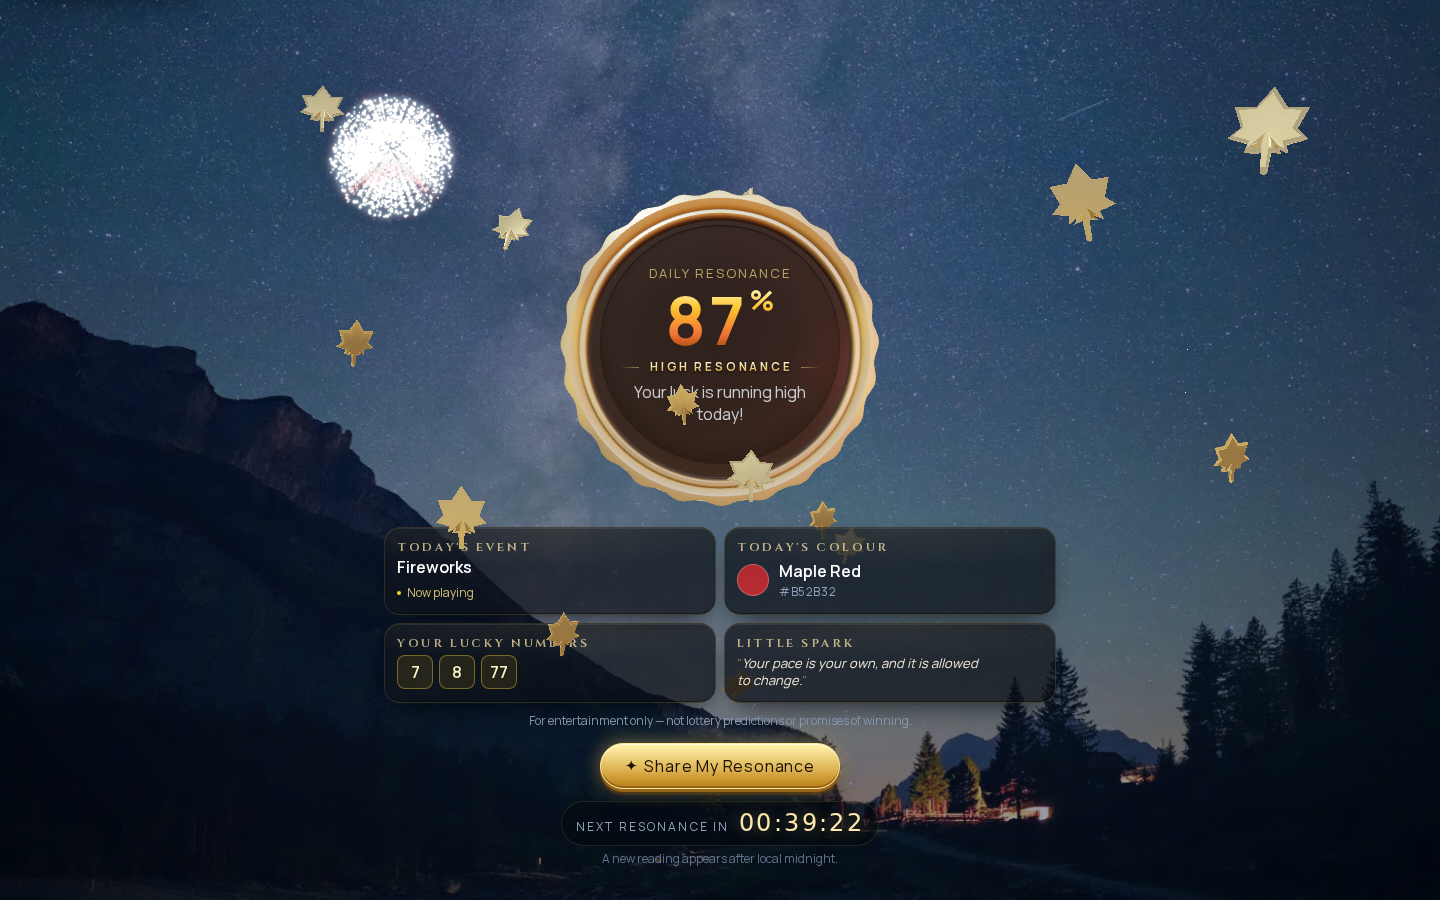 DAILY RESONANCE
87%
HIGH RESONANCE
Your luck is running high
today!
TODAY'S EVENT
Fireworks
Now playing
TODAY'S COLOUR
Maple Red
#B52B32
YOUR LUCKY NUMBERS
7 8 77
LITTLE SPARK
"Your pace is your own, and it is allowed
to change."
For entertainment only — not lottery predictions or promises of winning.
✦ Share My Resonance
NEXT RESONANCE IN 00:39:22
A new reading appears after local midnight.